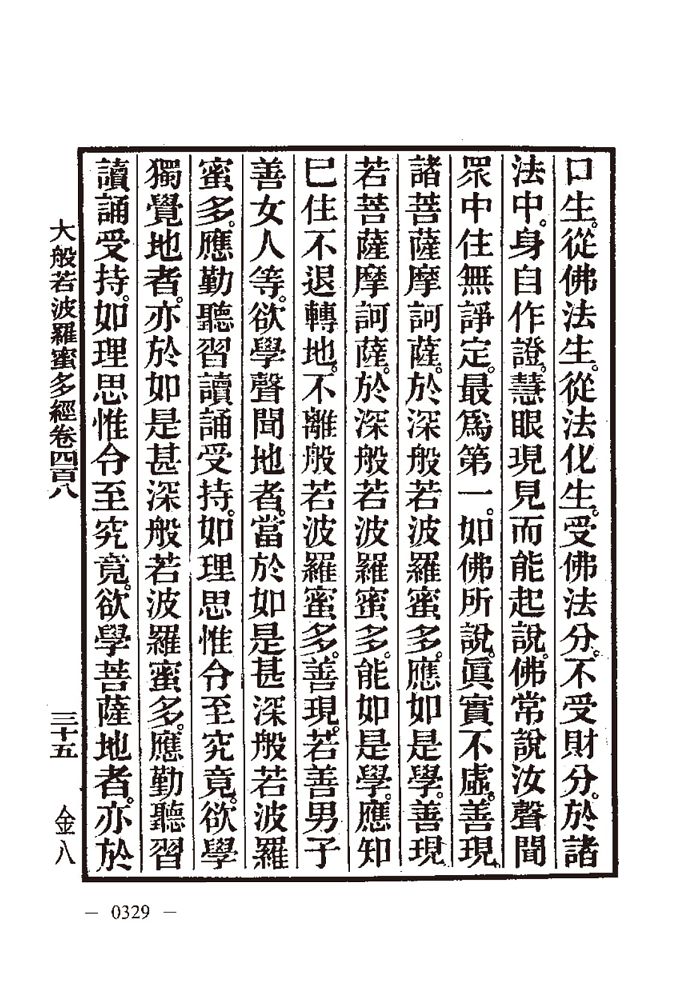 口生。從佛法生。從法化生。受佛法分。不受財分。於諸
法中。身自作證。慧眼現見而能起說。佛常說汝聲聞
眾中住無諍定。最爲第一。如佛所說。眞實不虛。善現
諸菩薩摩訶薩。於深般若波羅蜜多。應如是學。善現
若菩薩摩訶薩。於深般若波羅蜜多。能如是學。應知
已住不退轉地。不離般若波羅蜜多。善現。若善男子
善女人等。欲學聲聞地者。當於如是甚深般若波羅
蜜多。應勤聽習讀誦受持。如理思惟令至究竟。欲學
獨覺地者。亦於如是甚深般若波羅蜜多。應勤聽習
讀誦受持。如理思惟令至究竟。欲學菩薩地者。亦於
大般若波羅蜜多經卷四百八 三十五 金八
— 0329 —